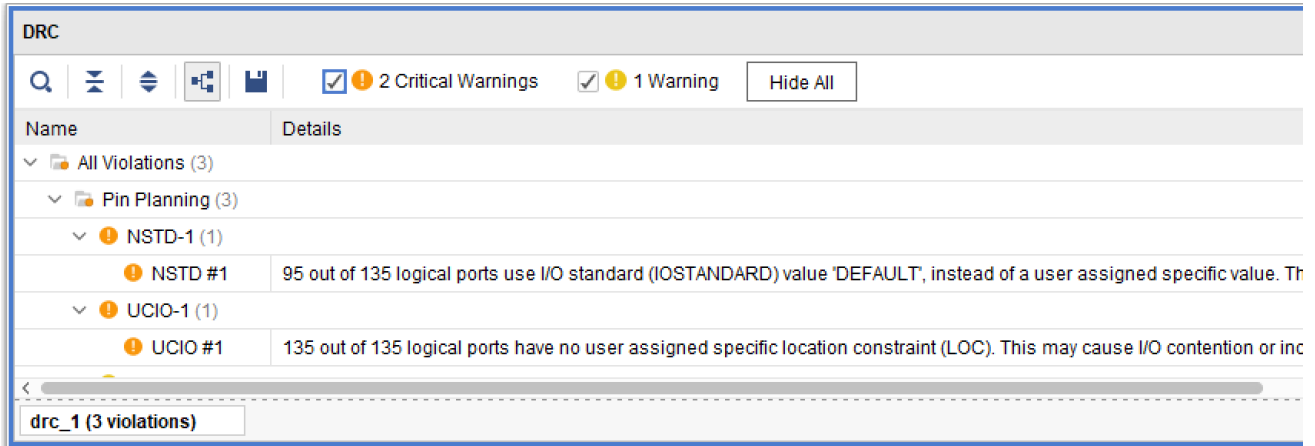 DRC
2 Critical Warnings 1 Warning Hide All
Name Details
All Violations (3)
Pin Planning (3)
NSTD-1 (1)
NSTD #1 95 out of 135 logical ports use I/O standard (IOSTANDARD) value 'DEFAULT', instead of a user assigned specific value. Th
UCIO-1 (1)
UCIO #1 135 out of 135 logical ports have no user assigned specific location constraint (LOC). This may cause I/O contention or inc
drc_1 (3 violations)